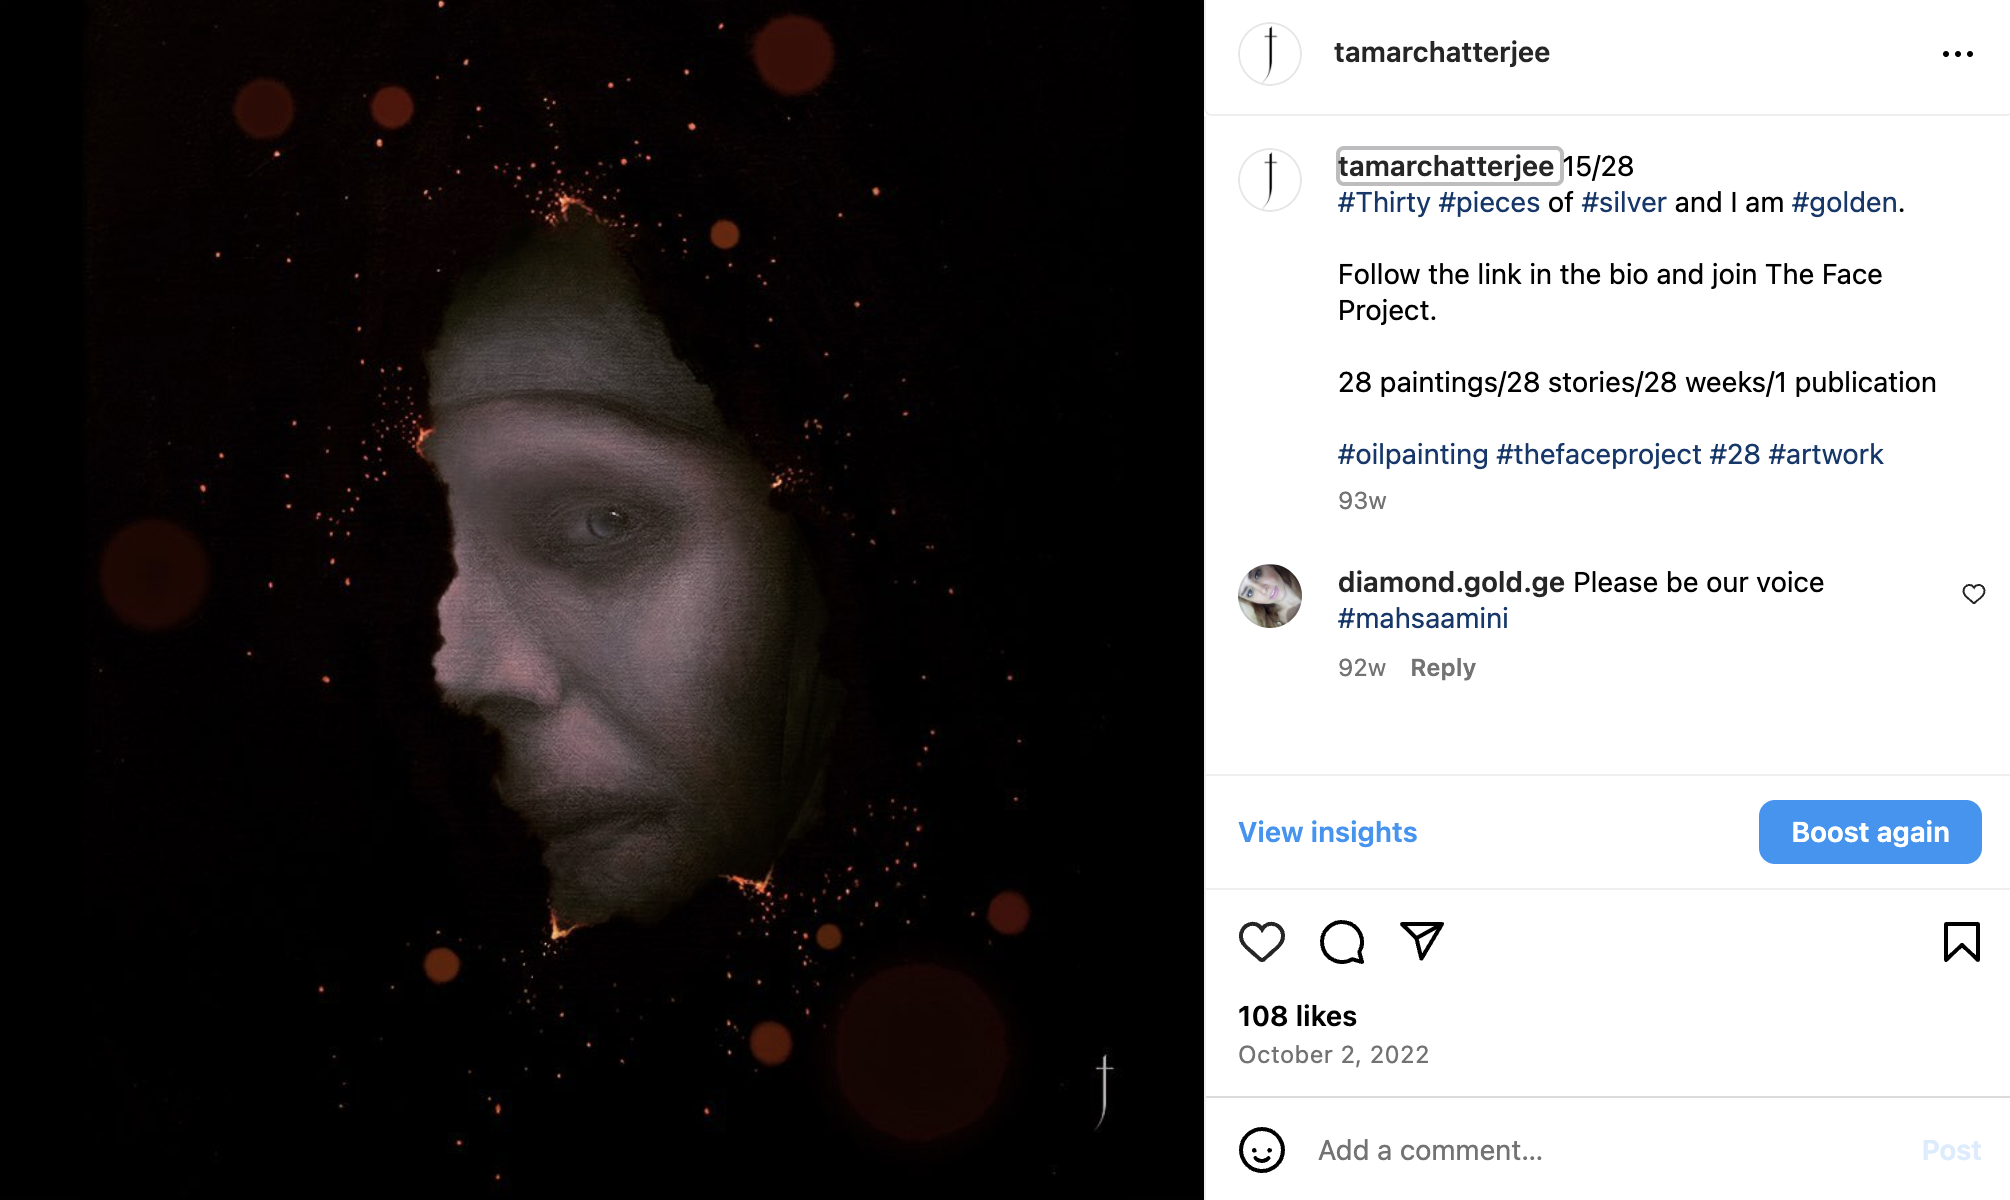 tamarchatterjee
tamarchatterjee 15/28
#Thirty #pieces of #silver and I am #golden.
Follow the link in the bio and join The Face
Project.
28 paintings/28 stories/28 weeks/1 publication
#oilpainting #thefaceproject #28 #artwork
93w
diamond.gold.ge Please be our voice
#mahsaamini
92w Reply
View insights
Boost again
108 likes
October 2, 2022
Add a comment...
Post